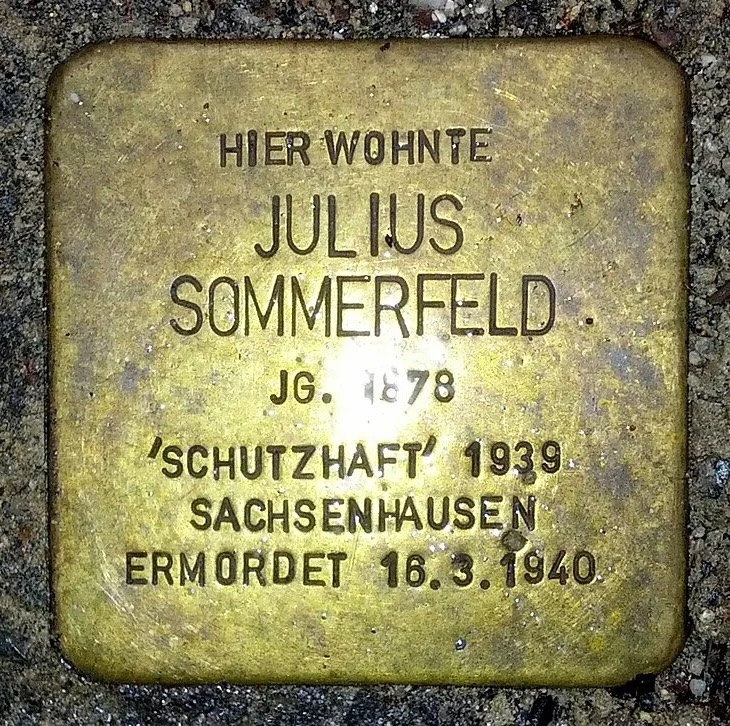 HIER WOHNTE
JULIUS
SOMMERFELD
JG. 1878
'SCHUTZHAFT' 1939
SACHSENHAUSEN
ERMORDET 16.3.1940